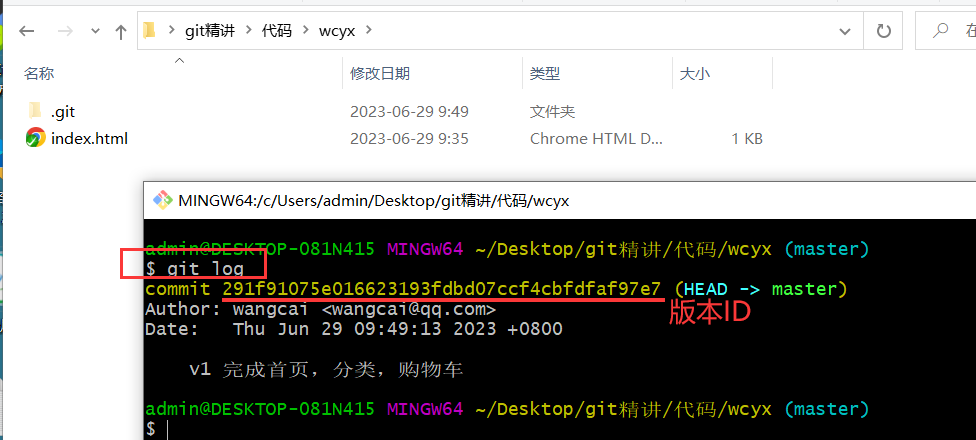 git精讲 › 代码 › wcyx ›
名称 修改日期 类型 大小
.git 2023-06-29 9:49 文件夹
index.html 2023-06-29 9:35 Chrome HTML D... 1 KB
MINGW64:/c/Users/admin/Desktop/git精讲/代码/wcyx
admin@DESKTOP-081N415 MINGW64 ~/Desktop/git精讲/代码/wcyx (master)
$ git log
commit 291f91075e016623193fdbd07ccf4cbfdfaf97e7 (HEAD -> master)
版本ID
Author: wangcai <wangcai@qq.com>
Date: Thu Jun 29 09:49:13 2023 +0800
v1 完成首页，分类，购物车
admin@DESKTOP-081N415 MINGW64 ~/Desktop/git精讲/代码/wcyx (master)
$